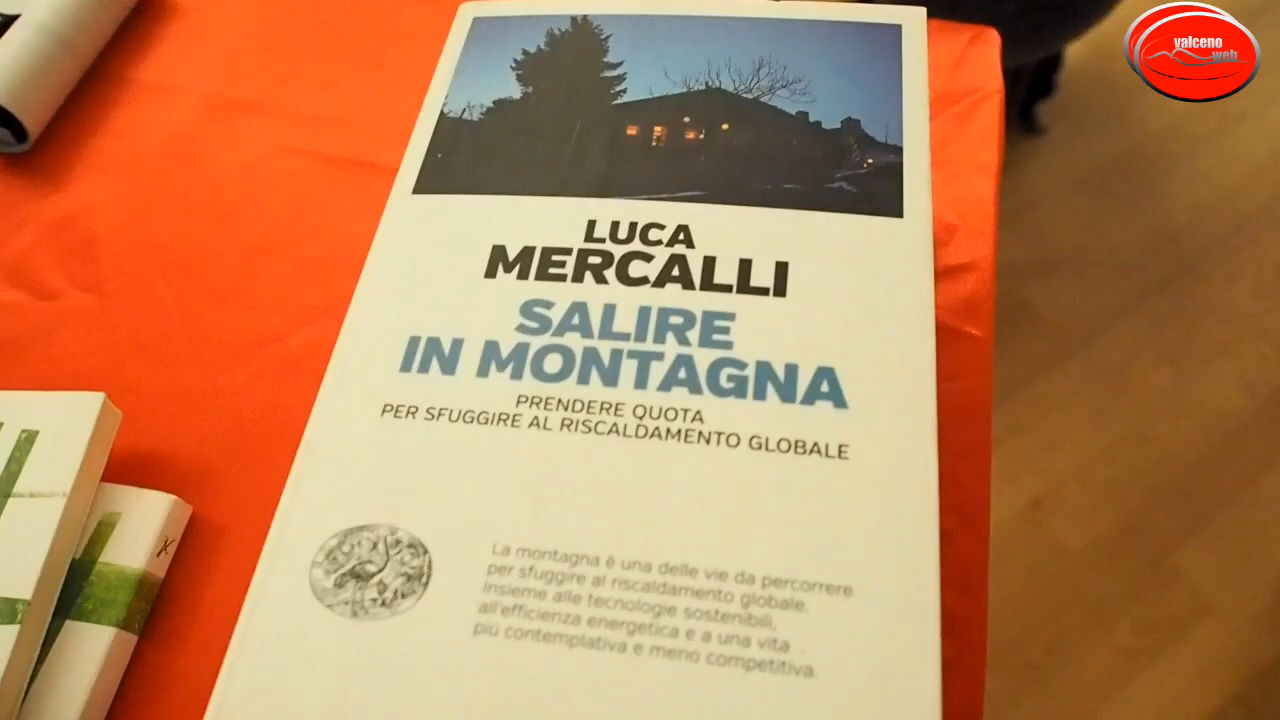 valceno
web
LUCA
MERCALLI
SALIRE
IN MONTAGNA
PRENDERE QUOTA
PER SFUGGIRE AL RISCALDAMENTO GLOBALE
La montagna è una delle vie da percorrere
per sfuggire al riscaldamento globale.
Insieme alle tecnologie sostenibili,
all'efficienza energetica e a una vita
piú contemplativa e meno competitiva.